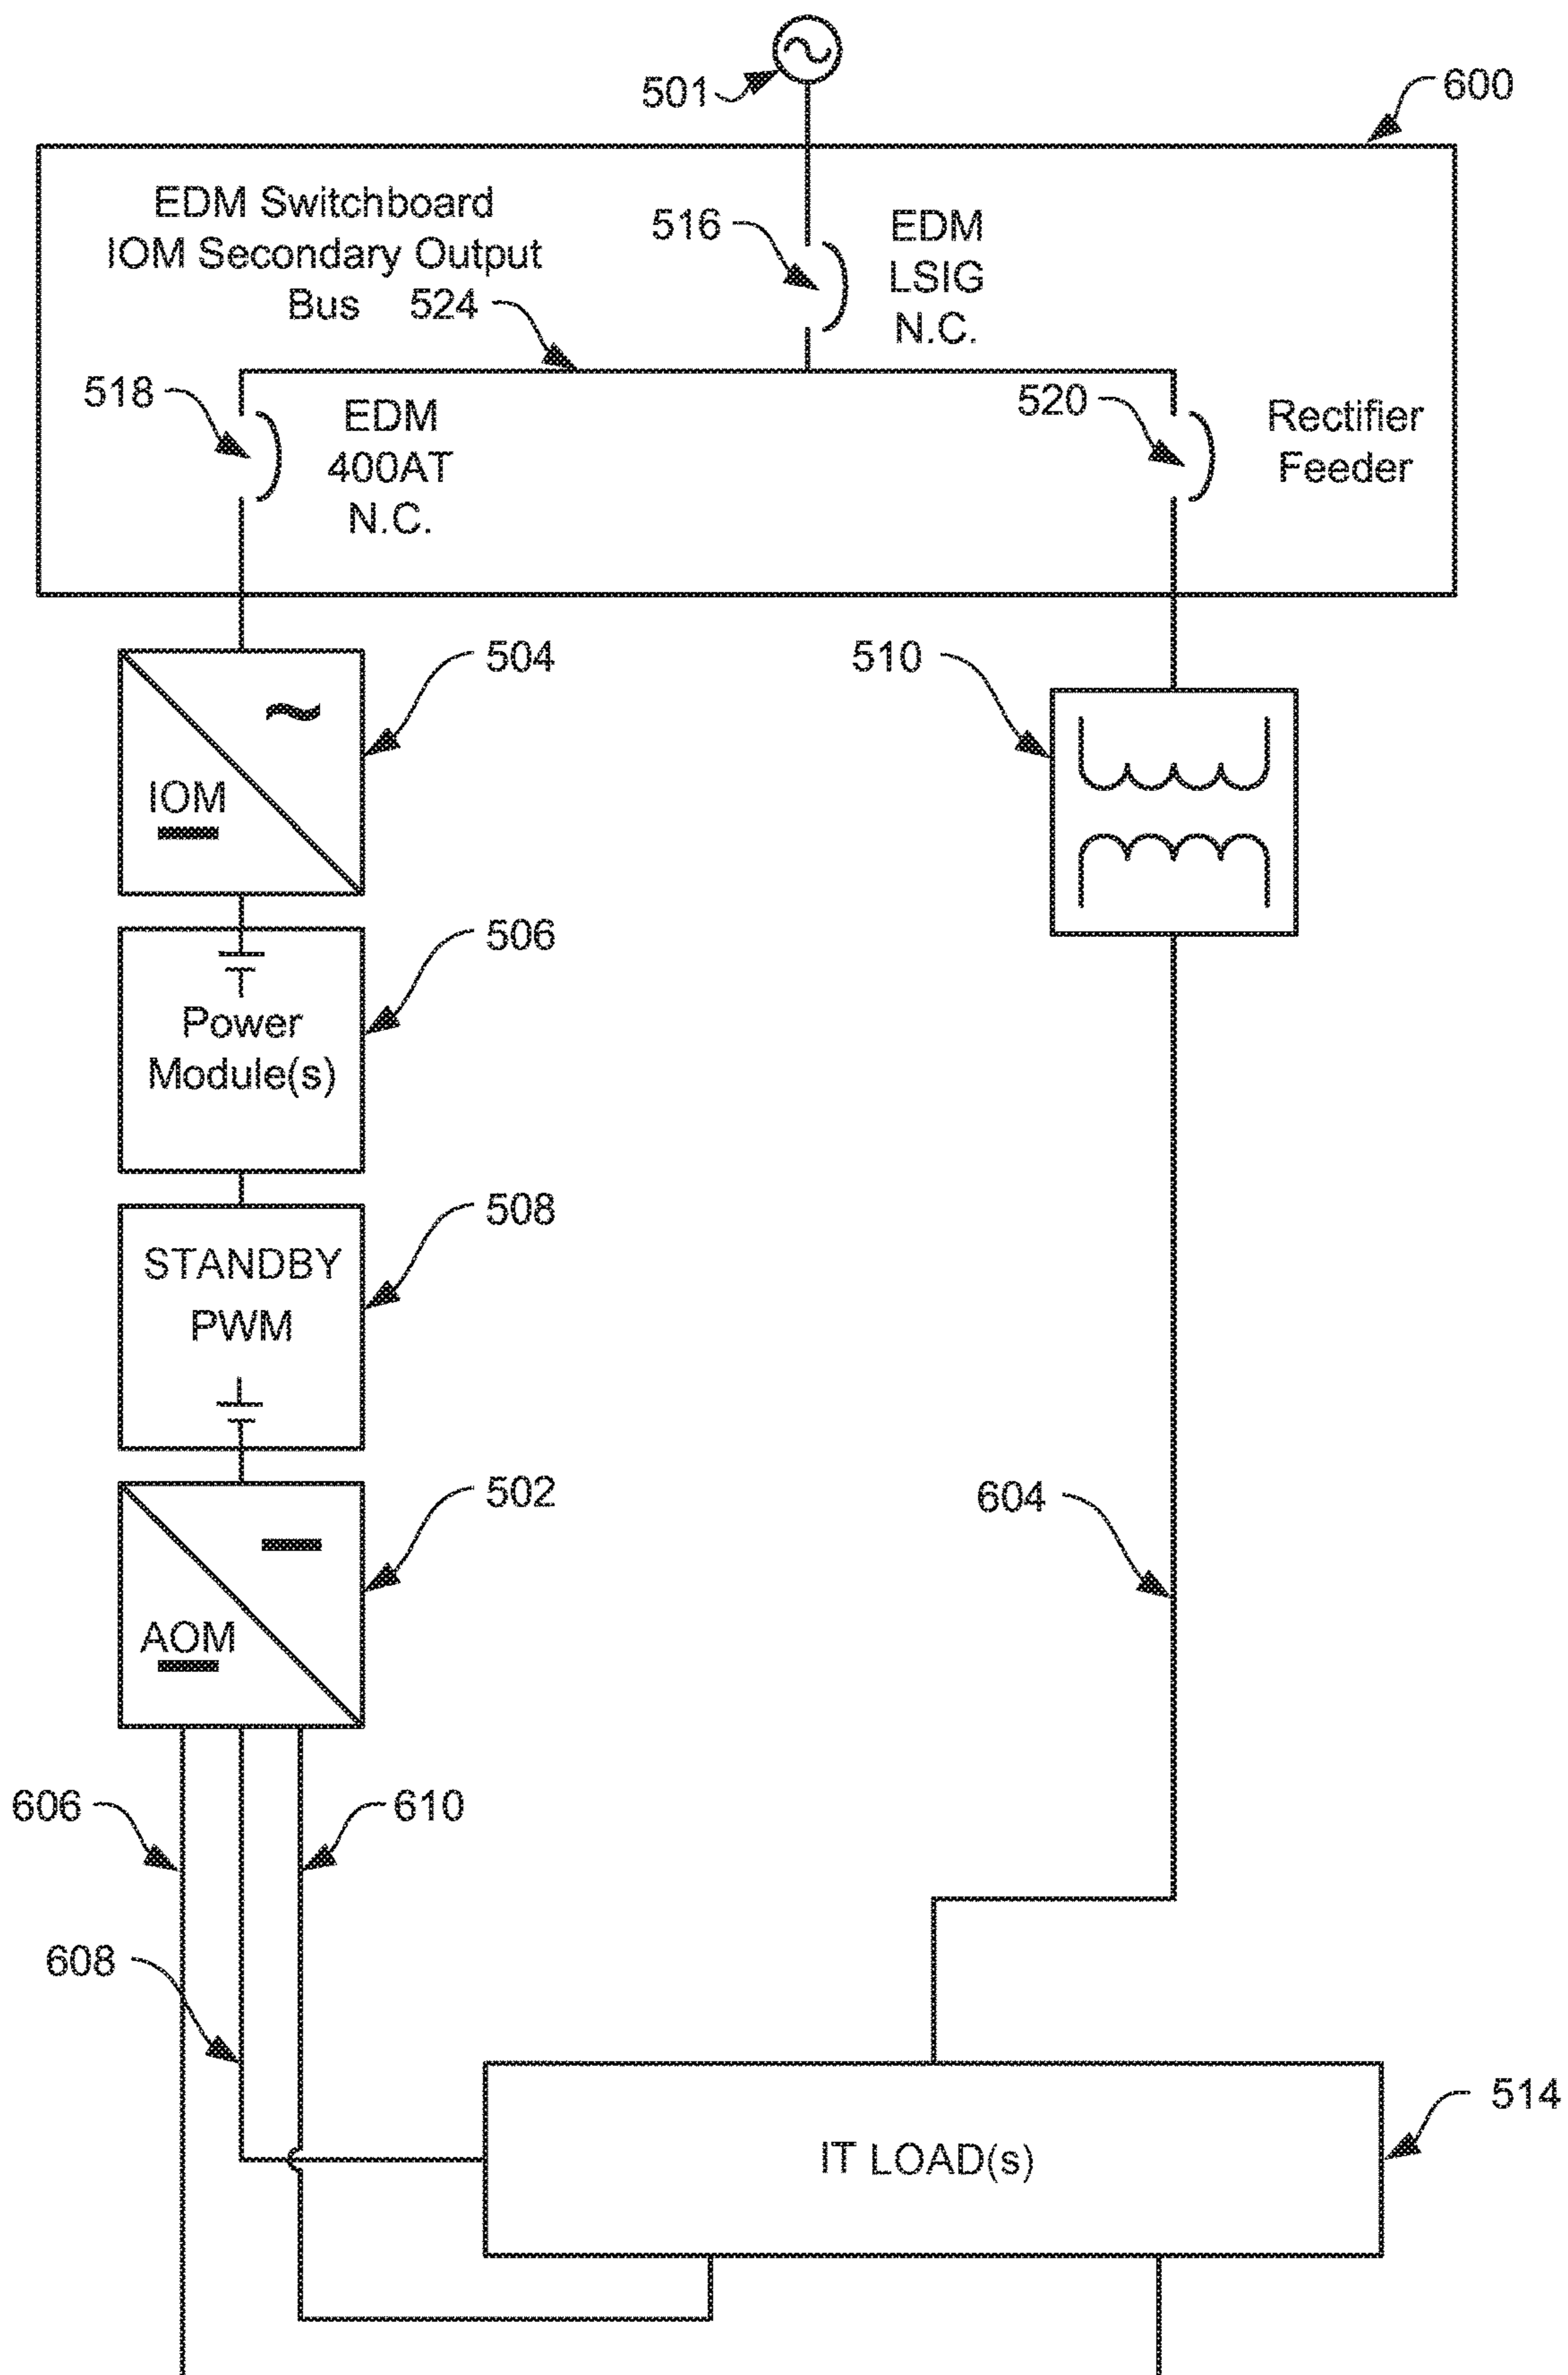 501
600
EDM Switchboard
IOM Secondary Output
Bus 524
516
EDM
LSIG
N.C.
518
EDM
400AT
N.C.
520
Rectifier
Feeder
504
IOM
510
506
Power
Module(s)
508
STANDBY
PWM
502
AOM
604
606
610
608
514
IT LOAD(s)